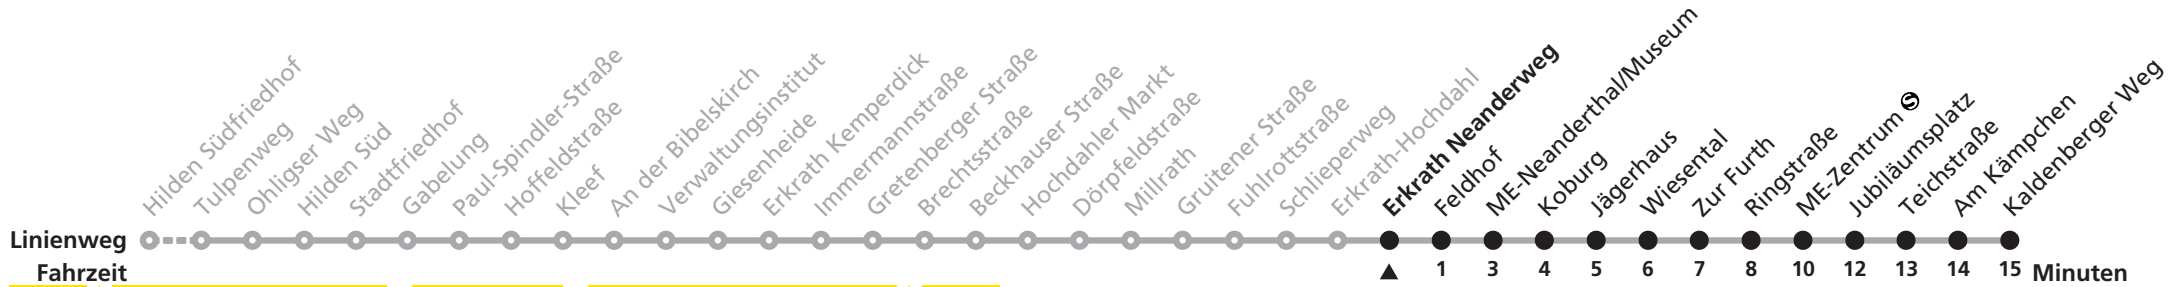 Hilden Südfriedhof
Tulpenweg
Ohligser Weg
Hilden Süd
Stadtfriedhof
Gabelung
Paul-Spindler-Straße
Hoffeldstraße
Kleef
An der Bibelskirch
Verwaltungsinstitut
Giesenheide
Erkrath Kemperdick
Immermannstraße
Gretenberger Straße
Brechtsstraße
Beckhauser Straße
Hochdahler Markt
Dörpfeldstraße
Millrath
Gruitener Straße
Fuhlrottstraße
Schlieperweg
Erkrath-Hochdahl
Erkrath Neanderweg
Feldhof
ME-Neanderthal/Museum
Koburg
Jägerhaus
Wiesental
Zur Furth
Ringstraße
ME-Zentrum S
Jubiläumsplatz
Teichstraße
Am Kämpchen
Kaldenberger Weg
Linienweg
Fahrzeit 1 3 4 5 6 7 8 10 12 13 14 15 Minuten